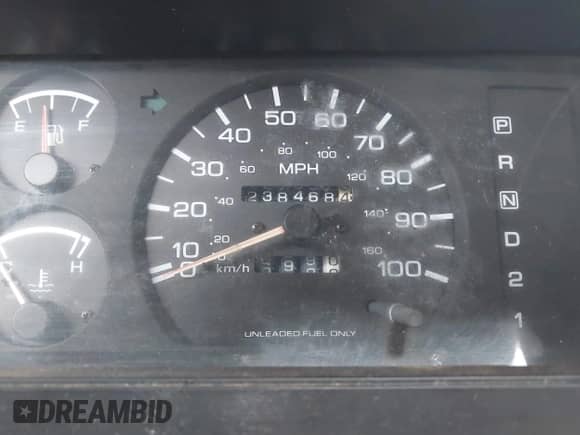 E F
C H
50 60
40 70
30 80
20 90
10 100
0
80 100
60 120
40 140
20 160
MPH
238468 4
km/h
UNLEADED FUEL ONLY
P
R
N
D
2
1
DREAMBID